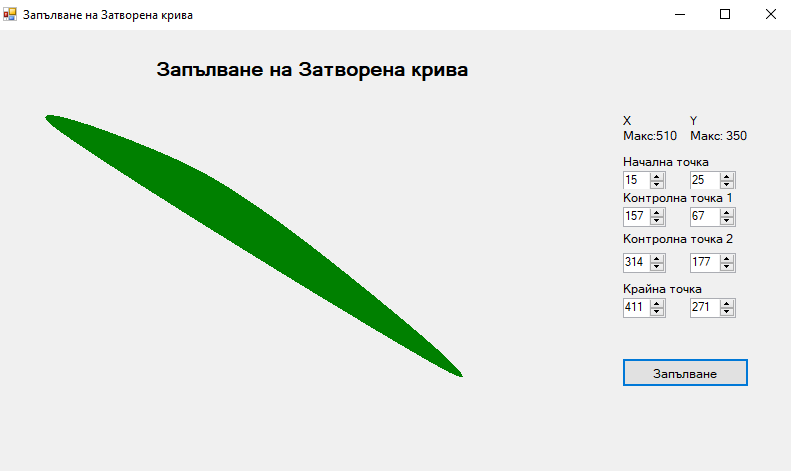 Запълване на Затворена крива
Запълване на Затворена крива
X Y
Макс:510 Макс: 350
Начална точка
15 25
Контролна точка 1
157 67
Контролна точка 2
314 177
Крайна точка
411 271
Запълване